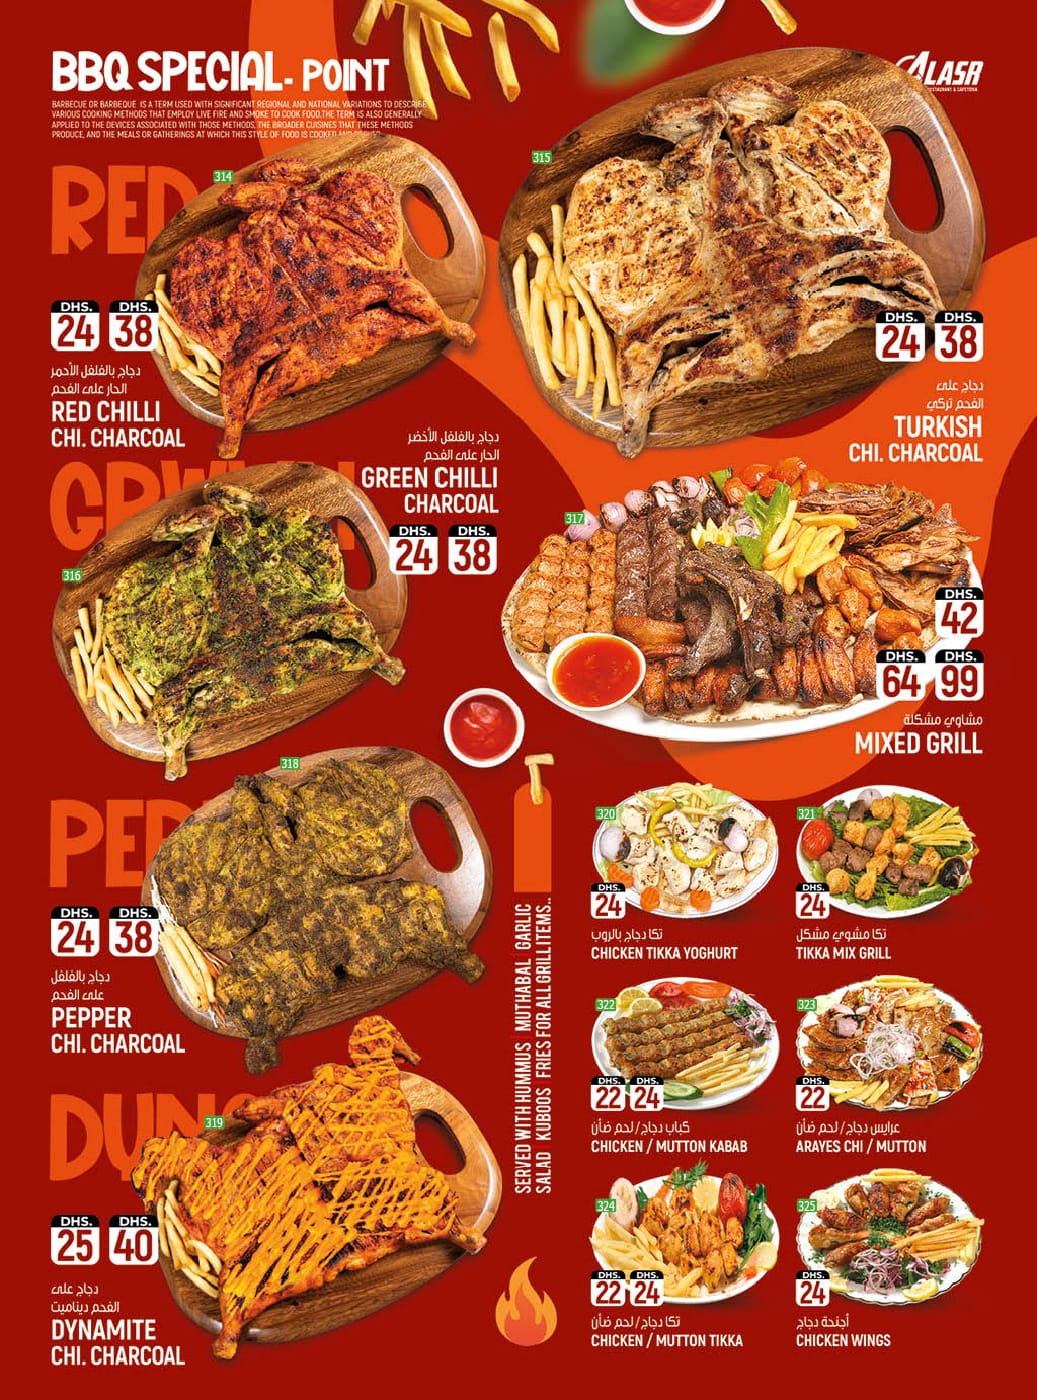 BBQ SPECIAL- POINT
BARBECUE OR BARBEQUE IS A TERM USED WITH SIGNIFICANT REGIONAL AND NATIONAL VARIATIONS TO DESCRIBE
VARIOUS COOKING METHODS THAT EMPLOY LIVE FIRE AND SMOKE TO COOK FOOD.THE TERM IS ALSO GENERALLY
APPLIED TO THE DEVICES ASSOCIATED WITH THOSE METHODS, THE BROADER CUISINES THAT THESE METHODS
PRODUCE, AND THE MEALS OR GATHERINGS AT WHICH THIS STYLE OF FOOD IS COOKED AND
ALASR
RESTAURANT & CAFETERIA
RED
314
DHS. DHS.
24 38
دجاج بالفلفل الأحمر
الحار على الفحم
RED CHILLI
CHI. CHARCOAL
315
DHS. DHS.
24 38
دجاج على
الفحم تركي
TURKISH
CHI. CHARCOAL
316
دجاج بالفلفل الأخضر
الحار على الفحم
GREEN CHILLI
CHARCOAL
DHS. DHS.
24 38
317
DHS.
42
DHS. DHS.
64 99
مشاوي مشكلة
MIXED GRILL
318
DHS. DHS.
24 38
دجاج بالفلفل
على الفحم
PEPPER
CHI. CHARCOAL
319
DHS. DHS.
25 40
دجاج على
الفحم ديناميت
DYNAMITE
CHI. CHARCOAL
SERVED WITH HUMMUS | MUTHABAL | GARLIC
SALAD | KUBOOS | FRIES FOR ALL GRILL ITEMS..
320
DHS.
24
تكا دجاج بالروب
CHICKEN TIKKA YOGHURT
321
DHS.
24
تكا مشوي مشكل
TIKKA MIX GRILL
322
DHS. DHS.
22 24
كباب دجاج/ لحم ضأن
CHICKEN / MUTTON KABAB
323
DHS.
22
عرايس دجاج/ لحم ضأن
ARAYES CHI / MUTTON
324
DHS. DHS.
22 24
تكا دجاج/ لحم ضأن
CHICKEN / MUTTON TIKKA
325
DHS.
24
أجنحة دجاج
CHICKEN WINGS